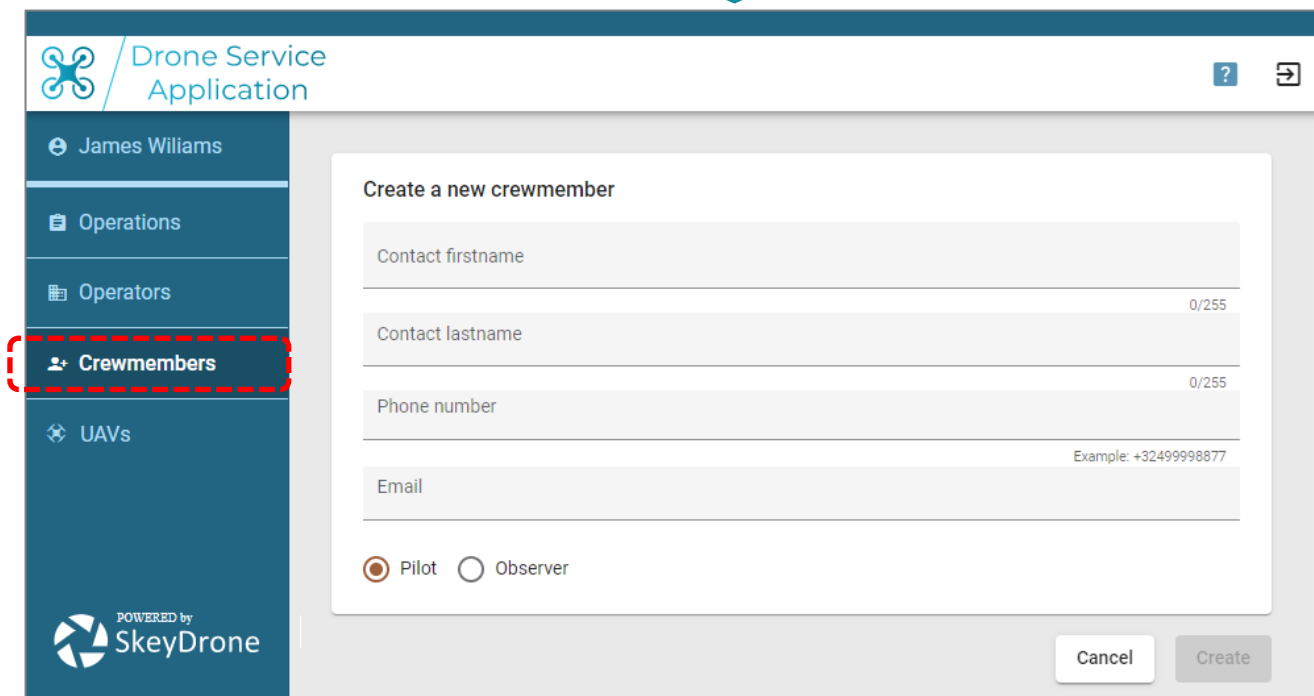 Drone Service
Application
?
James Wiliams
Operations
Operators
Crewmembers
UAVs
POWERED by
SkeyDrone
Create a new crewmember
Contact firstname
0/255
Contact lastname
0/255
Phone number
Example: +32499998877
Email
Pilot
Observer
Cancel
Create